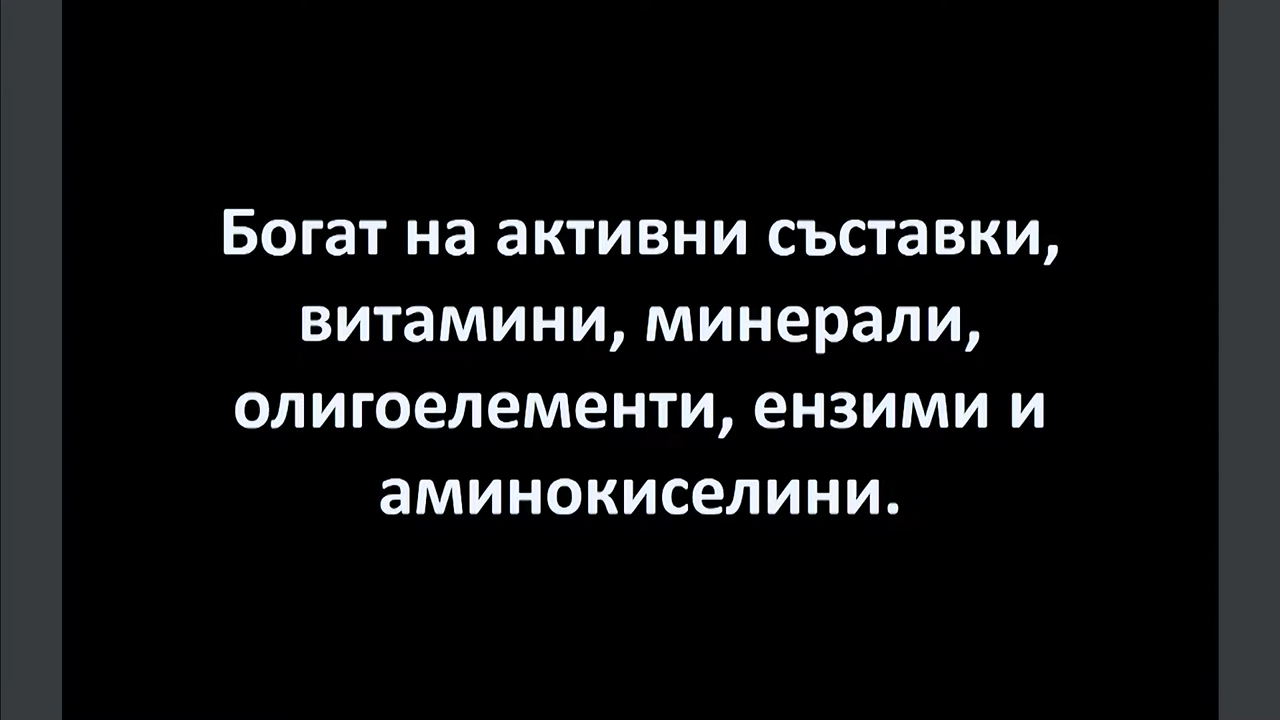 Богат на активни съставки,
витамини, минерали,
олигоелементи, ензими и
аминокиселини.